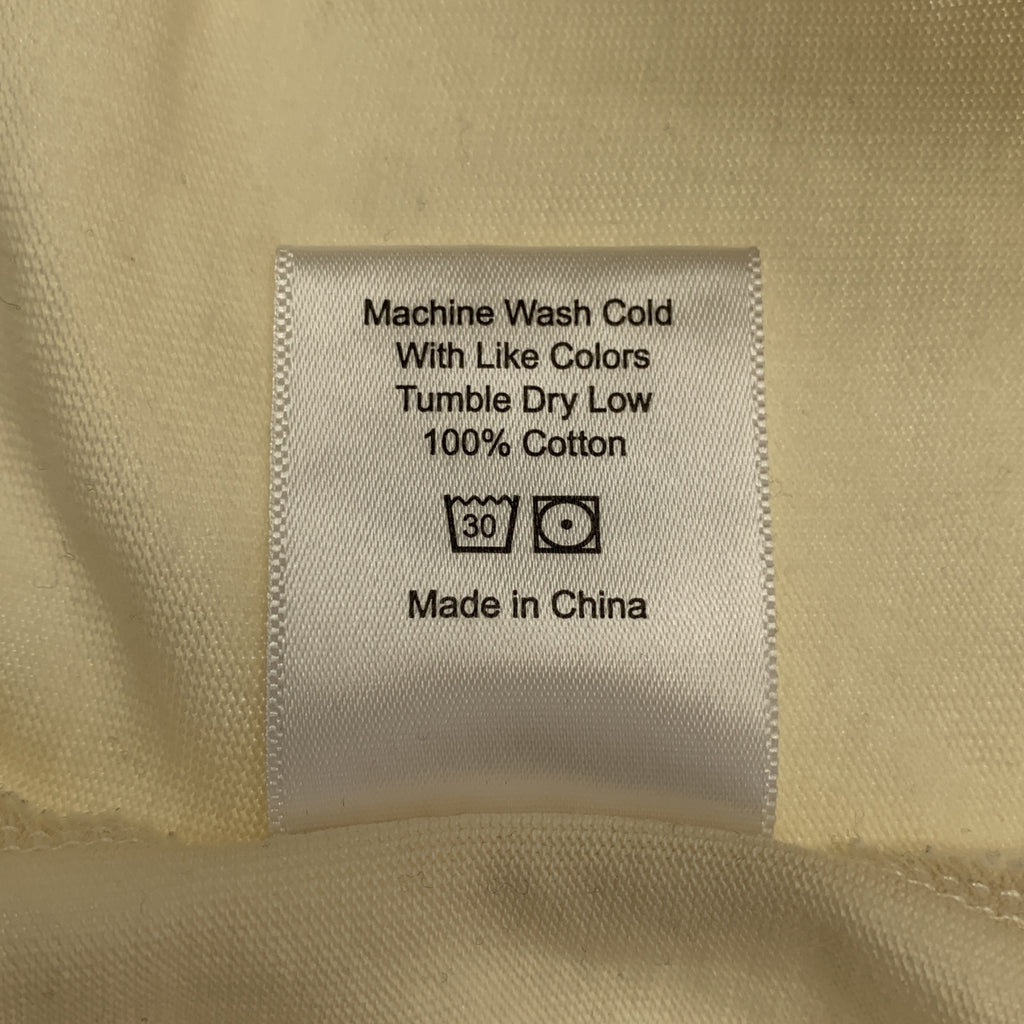 Machine Wash Cold
With Like Colors
Tumble Dry Low
100% Cotton
30
Made in China